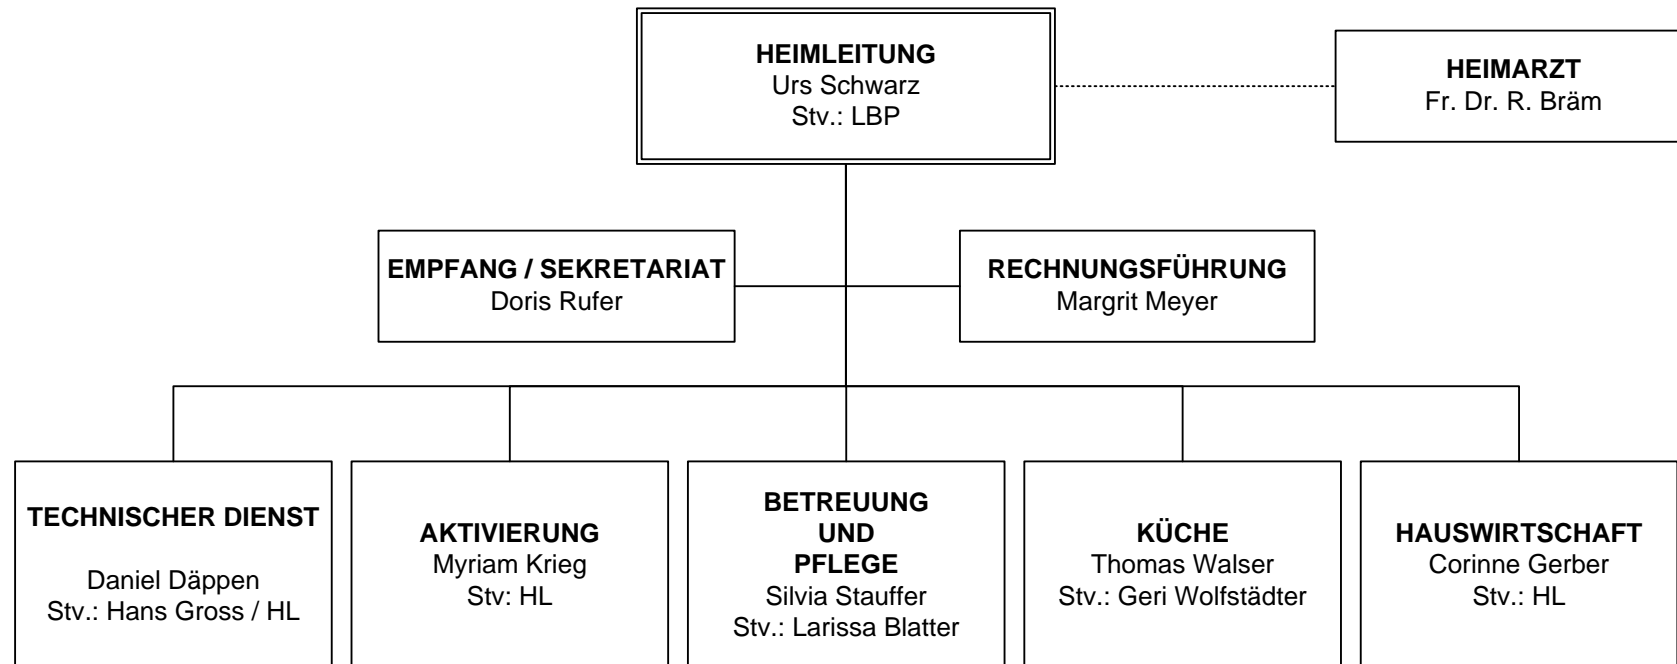 HEIMLEITUNG
Urs Schwarz
Stv.: LBP
HEIMARZT
Fr. Dr. R. Bräm
EMPFANG / SEKRETARIAT
Doris Rufer
RECHNUNGSFÜHRUNG
Margrit Meyer
TECHNISCHER DIENST
Daniel Däppen
Stv.: Hans Gross / HL
AKTIVIERUNG
Myriam Krieg
Stv: HL
BETREUUNG
UND
PFLEGE
Silvia Stauffer
Stv.: Larissa Blatter
KÜCHE
Thomas Walser
Stv.: Geri Wolfstädter
HAUSWIRTSCHAFT
Corinne Gerber
Stv.: HL